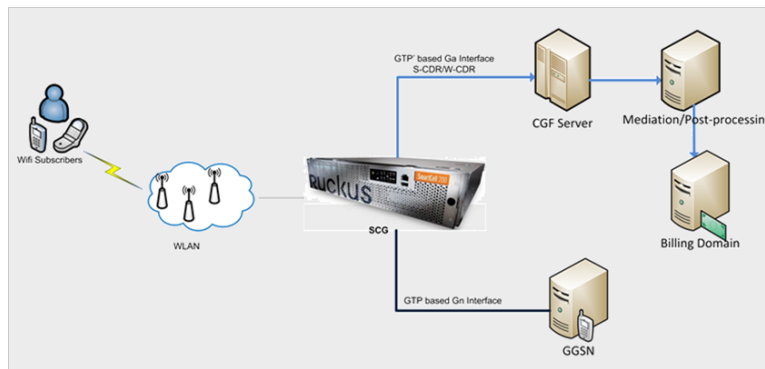 GTP' based Ga Interface
S-CDR/W-CDR
CGF Server
Mediation/Post-processin
Wifi Subscribers
RUCKUS
SmartCell 200
SCG
WLAN
Billing Domain
GTP based Gn Interface
GGSN